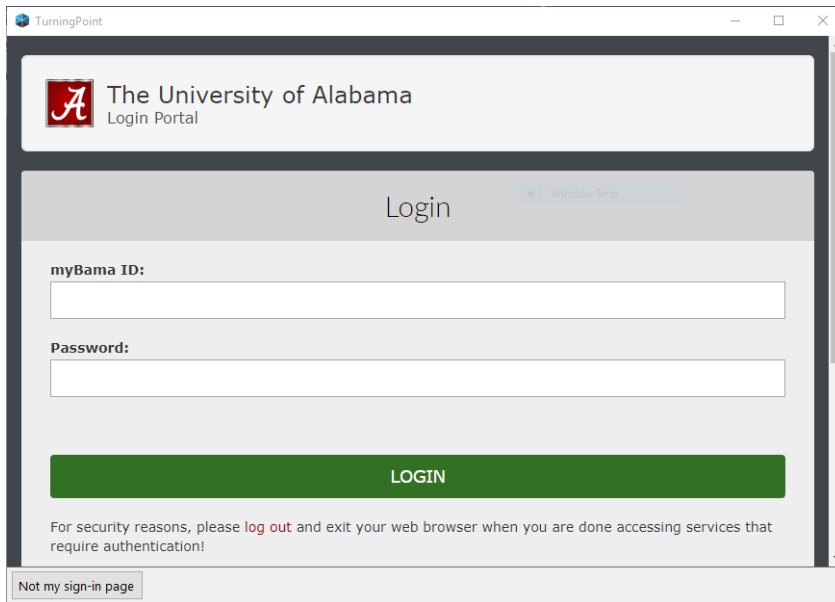 TurningPoint
The University of Alabama
Login Portal
Window Snip
Login
myBama ID:
Password:
LOGIN
For security reasons, please log out and exit your web browser when you are done accessing services that
require authentication!
Not my sign-in page